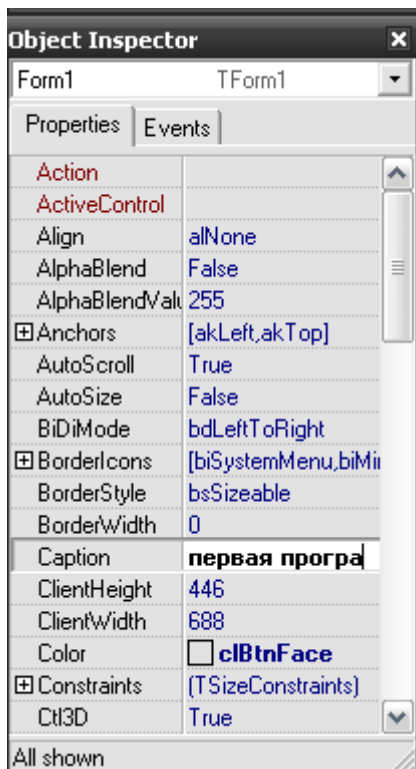 Object Inspector
Form1 TForm1
Properties Events
Action
ActiveControl
Align alNone
AlphaBlend False
AlphaBlendValu 255
Anchors [akLeft,akTop]
AutoScroll True
AutoSize False
BiDiMode bdLeftToRight
BorderIcons [biSystemMenu,biMin
BorderStyle bsSizeable
BorderWidth 0
Caption первая програ
ClientHeight 446
ClientWidth 688
Color clBtnFace
Constraints (TSizeConstraints)
Ctl3D True
All shown